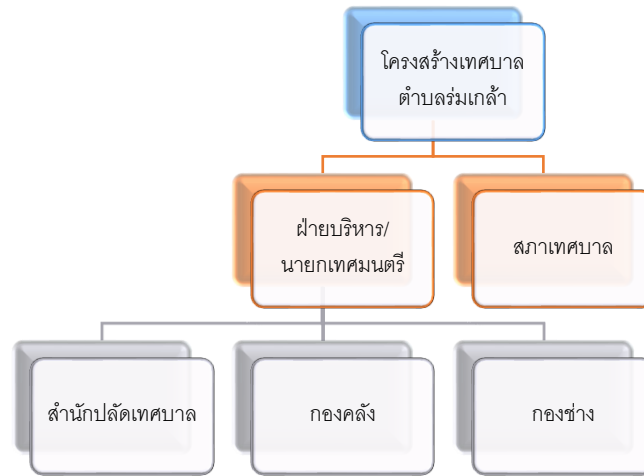 โครงสร้างเทศบาล
ตำบลร่มเกล้า
ฝ่ายบริหาร/
นายกเทศมนตรี
สภาเทศบาล
สำนักปลัดเทศบาล
กองคลัง
กองช่าง